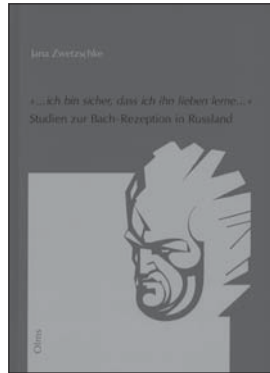 Jana Zwetzschke
»...ich bin sicher, dass ich ihn lieben lerne...«
Studien zur Bach-Rezeption in Russland
Olms